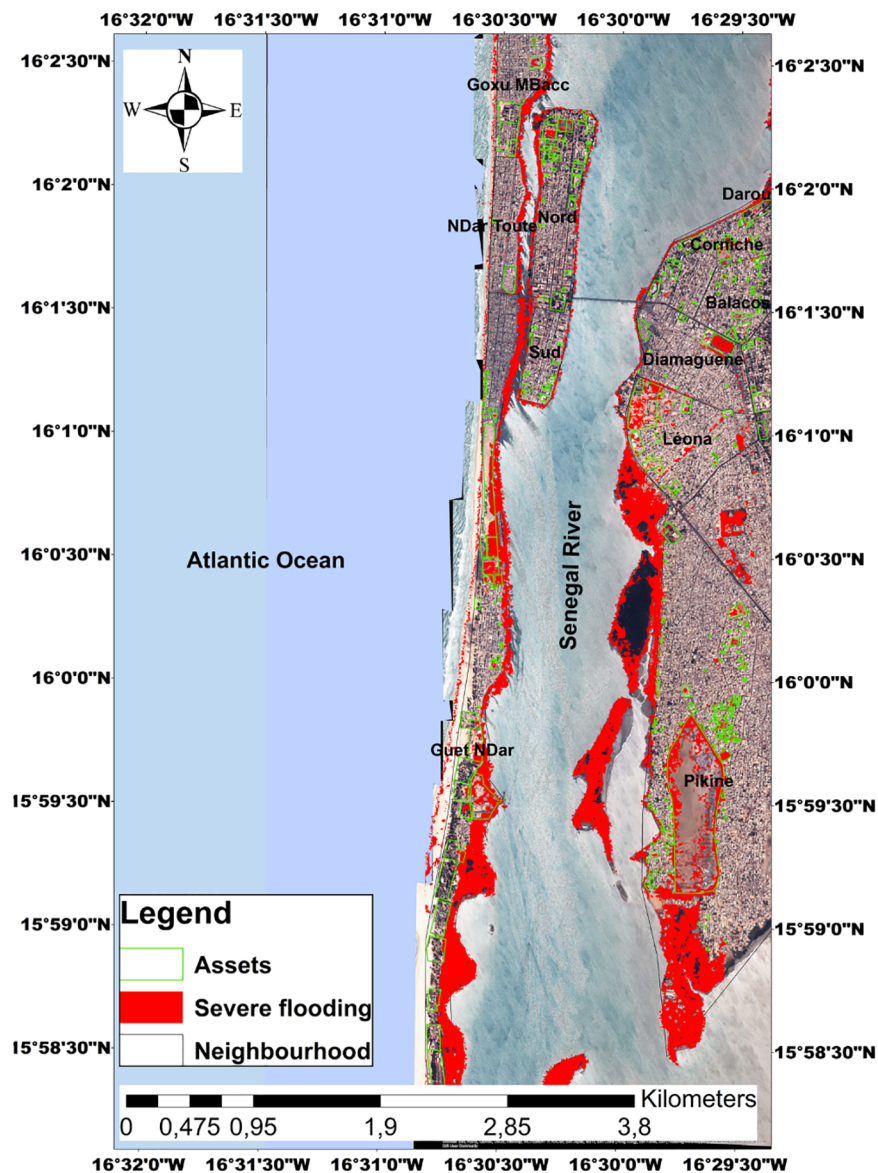 16°32'0"W 16°31'30"W 16°31'0"W 16°30'30"W 16°30'0"W 16°29'30"W
16°2'30"N 16°2'30"N
N
W E
S
Goxu MBacc
16°2'0"N 16°2'0"N
Darou
NDar Toute Nord
Corniche
16°1'30"N Balacos 16°1'30"N
Sud Diamaguene
16°1'0"N Léona 16°1'0"N
16°0'30"N Atlantic Ocean 16°0'30"N
Senegal River
16°0'0"N 16°0'0"N
Guet NDar
Pikine
15°59'30"N 15°59'30"N
15°59'0"N 15°59'0"N
Legend
Assets
Severe flooding
Neighbourhood
15°58'30"N 15°58'30"N
Kilometers
0 0,475 0,95 1,9 2,85 3,8
16°32'0"W 16°31'30"W 16°31'0"W 16°30'30"W 16°30'0"W 16°29'30"W